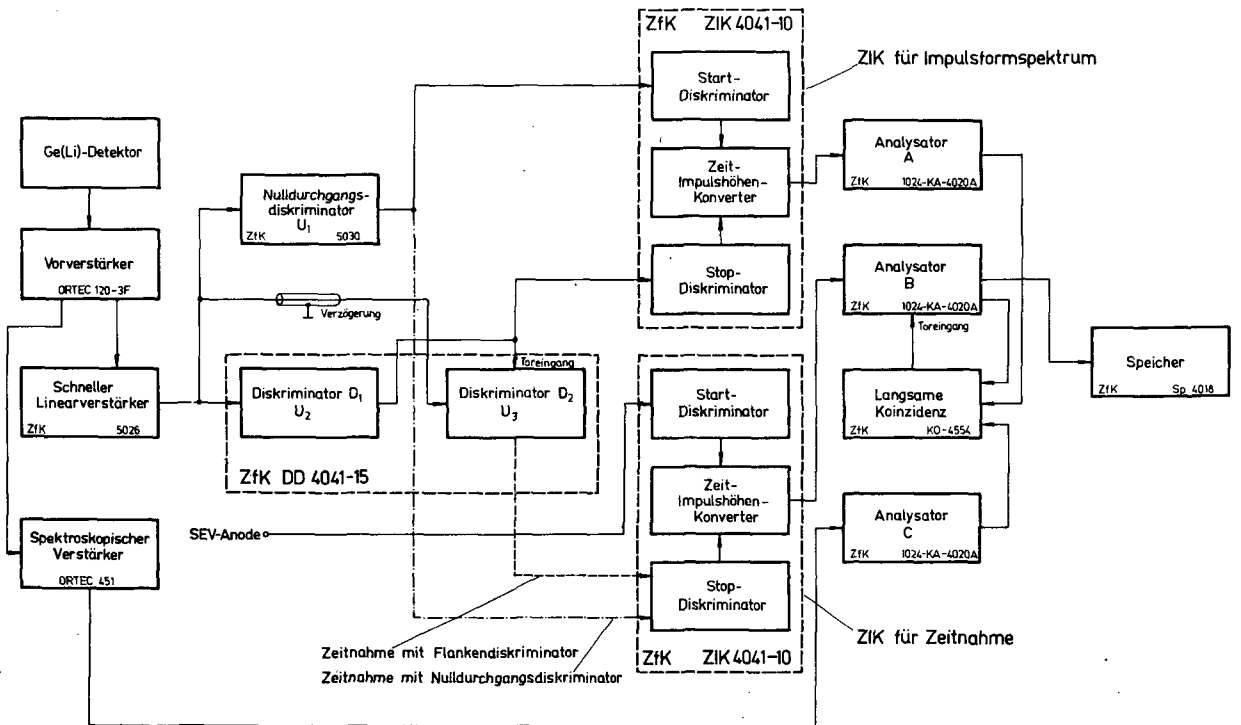 ZfK ZIK 4041-10
ZIK für Impulsformspektrum
Start-
Diskriminator
Zeit-
Impulshöhen-
Konverter
Stop-
Diskriminator
Ge(Li)-Detektor
Vorverstärker
ORTEC 120-3F
Schneller
Linearverstärker
ZfK 5026
Spektroskopischer
Verstärker
ORTEC 451
Nulldurchgangs-
diskriminator
U1
ZfK 5030
Verzögerung
Toreingang
Diskriminator D1
U2
Diskriminator D2
U3
ZfK DD 4041-15
SEV-Anode
Zeitnahme mit Flankendiskriminator
Zeitnahme mit Nulldurchgangsdiskriminator
Start-
Diskriminator
Zeit-
Impulshöhen-
Konverter
Stop-
Diskriminator
ZfK ZIK 4041-10
ZIK für Zeitnahme
Analysator
A
ZfK 1024-KA-4020A
Analysator
B
ZfK 1024-KA-4020A
Toreingang
Langsame
Koinzidenz
ZfK KO-4554
Analysator
C
ZfK 1024-KA-4020A
Speicher
ZfK Sp 4018